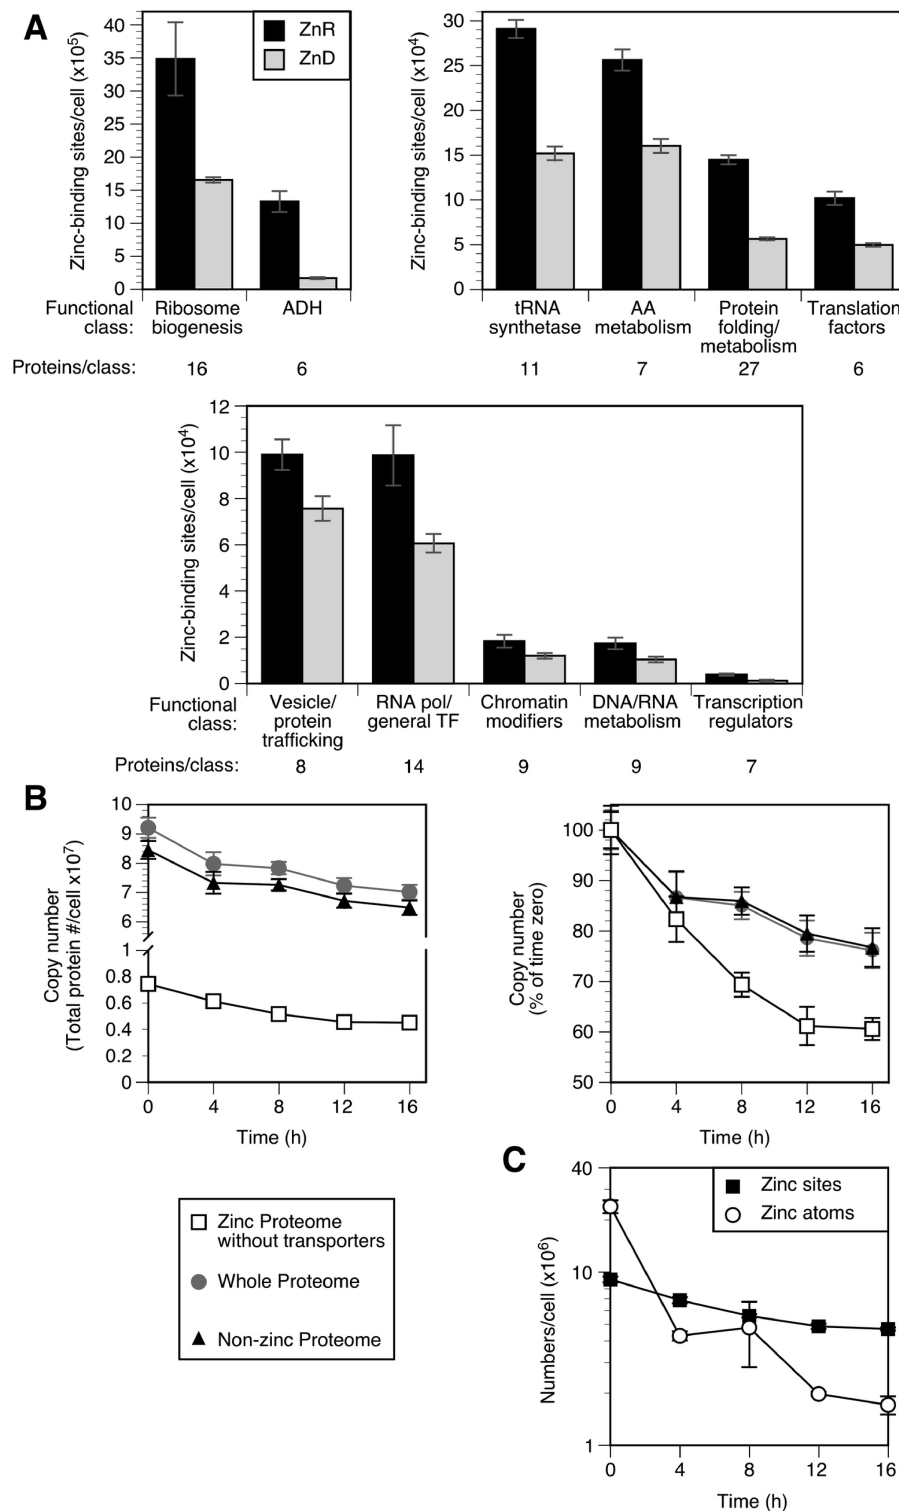 A
Zinc-binding sites/cell (x10⁵)
40
35
30
25
20
15
10
5
0
ZnR
ZnD
Functional class:
Ribosome biogenesis
ADH
Proteins/class:
16
6
Zinc-binding sites/cell (x10⁴)
30
25
20
15
10
5
0
tRNA synthetase
AA metabolism
Protein folding/ metabolism
Translation factors
11
7
27
6
Zinc-binding sites/cell (x10⁴)
12
10
8
6
4
2
0
Functional class:
Vesicle/ protein trafficking
RNA pol/ general TF
Chromatin modifiers
DNA/RNA metabolism
Transcription regulators
Proteins/class:
8
14
9
9
7
B
Copy number
(Total protein #/cell x10⁷)
10
9
8
7
6
1
0.8
0.6
0.4
0.2
0
0
4
8
12
16
Time (h)
Copy number
(% of time zero)
100
90
80
70
60
50
0
4
8
12
16
Time (h)
Zinc Proteome
without transporters
Whole Proteome
Non-zinc Proteome
C
Numbers/cell (x10⁶)
40
10
1
Zinc sites
Zinc atoms
0
4
8
12
16
Time (h)